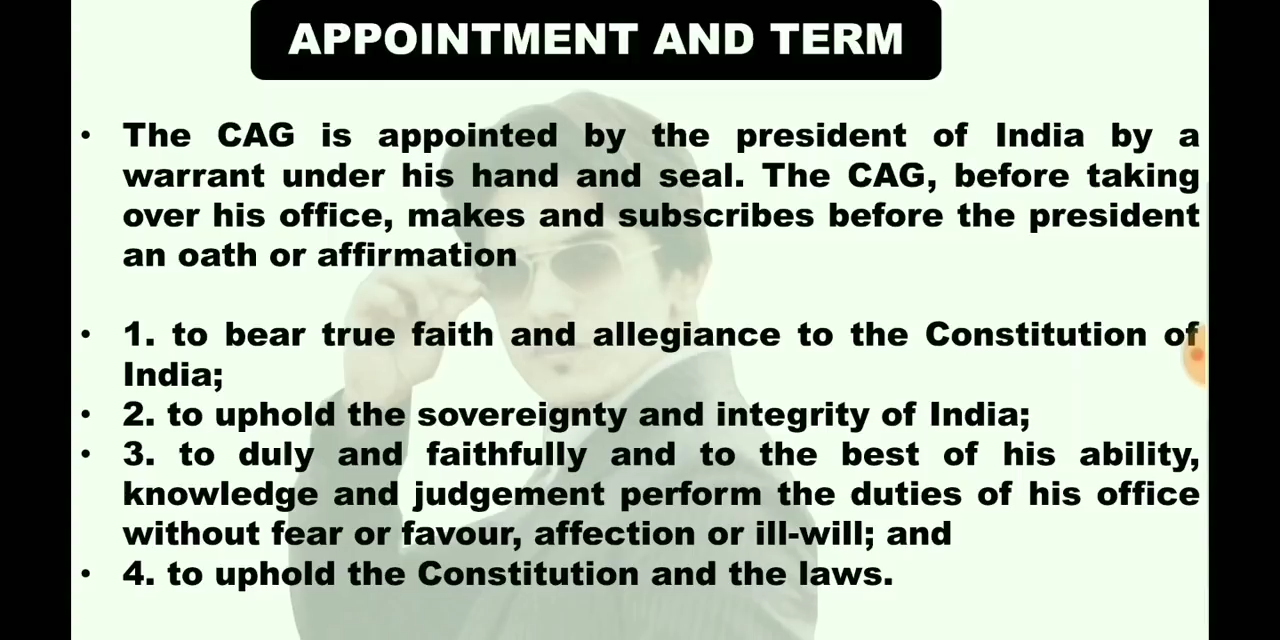 APPOINTMENT AND TERM
• The CAG is appointed by the president of India by a
warrant under his hand and seal. The CAG, before taking
over his office, makes and subscribes before the president
an oath or affirmation
• 1. to bear true faith and allegiance to the Constitution of
India;
• 2. to uphold the sovereignty and integrity of India;
• 3. to duly and faithfully and to the best of his ability,
knowledge and judgement perform the duties of his office
without fear or favour, affection or ill-will; and
• 4. to uphold the Constitution and the laws.